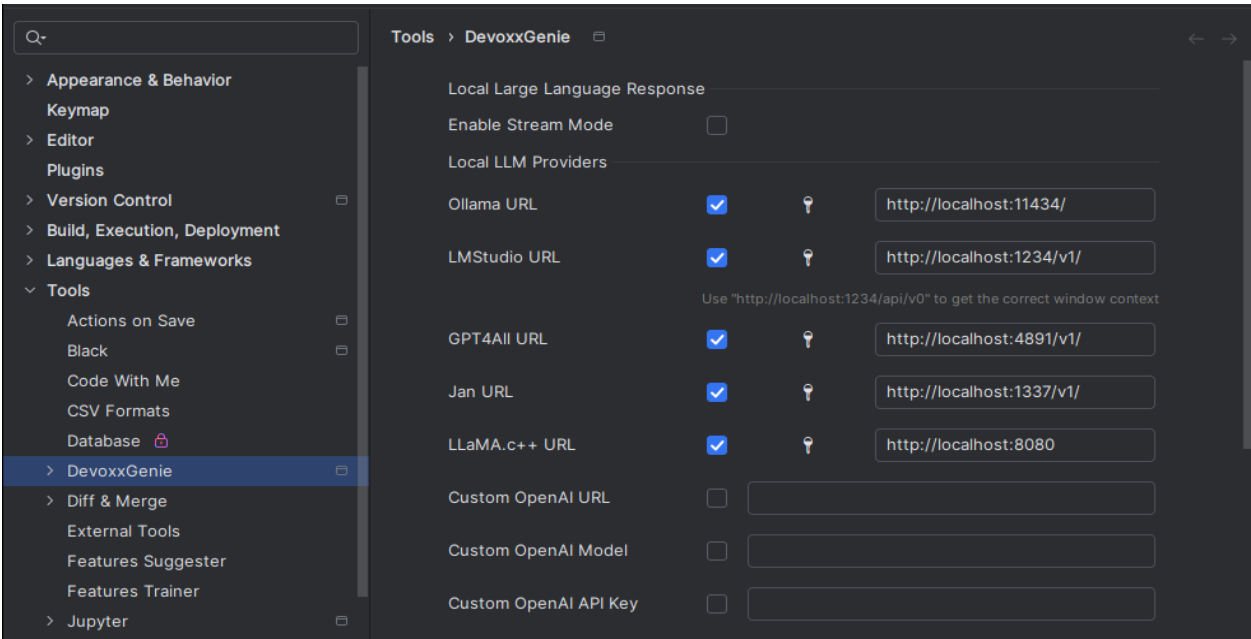 Appearance & Behavior
Keymap
Editor
Plugins
Version Control
Build, Execution, Deployment
Languages & Frameworks
Tools
Actions on Save
Black
Code With Me
CSV Formats
Database
DevoxxGenie
Diff & Merge
External Tools
Features Suggester
Features Trainer
Jupyter
Tools › DevoxxGenie
Local Large Language Response
Enable Stream Mode
Local LLM Providers
Ollama URL http://localhost:11434/
LMStudio URL http://localhost:1234/v1/
Use "http://localhost:1234/api/v0" to get the correct window context
GPT4All URL http://localhost:4891/v1/
Jan URL http://localhost:1337/v1/
LLaMA.c++ URL http://localhost:8080
Custom OpenAI URL
Custom OpenAI Model
Custom OpenAI API Key